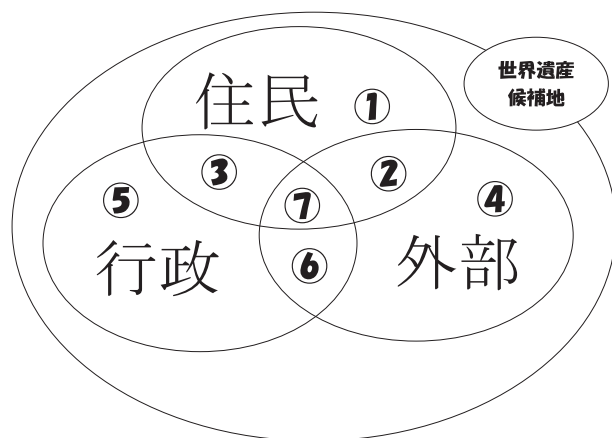 世界遺産
候補地
住民 ①
③ ⑦ ②
⑤ ④
行政 ⑥ 外部